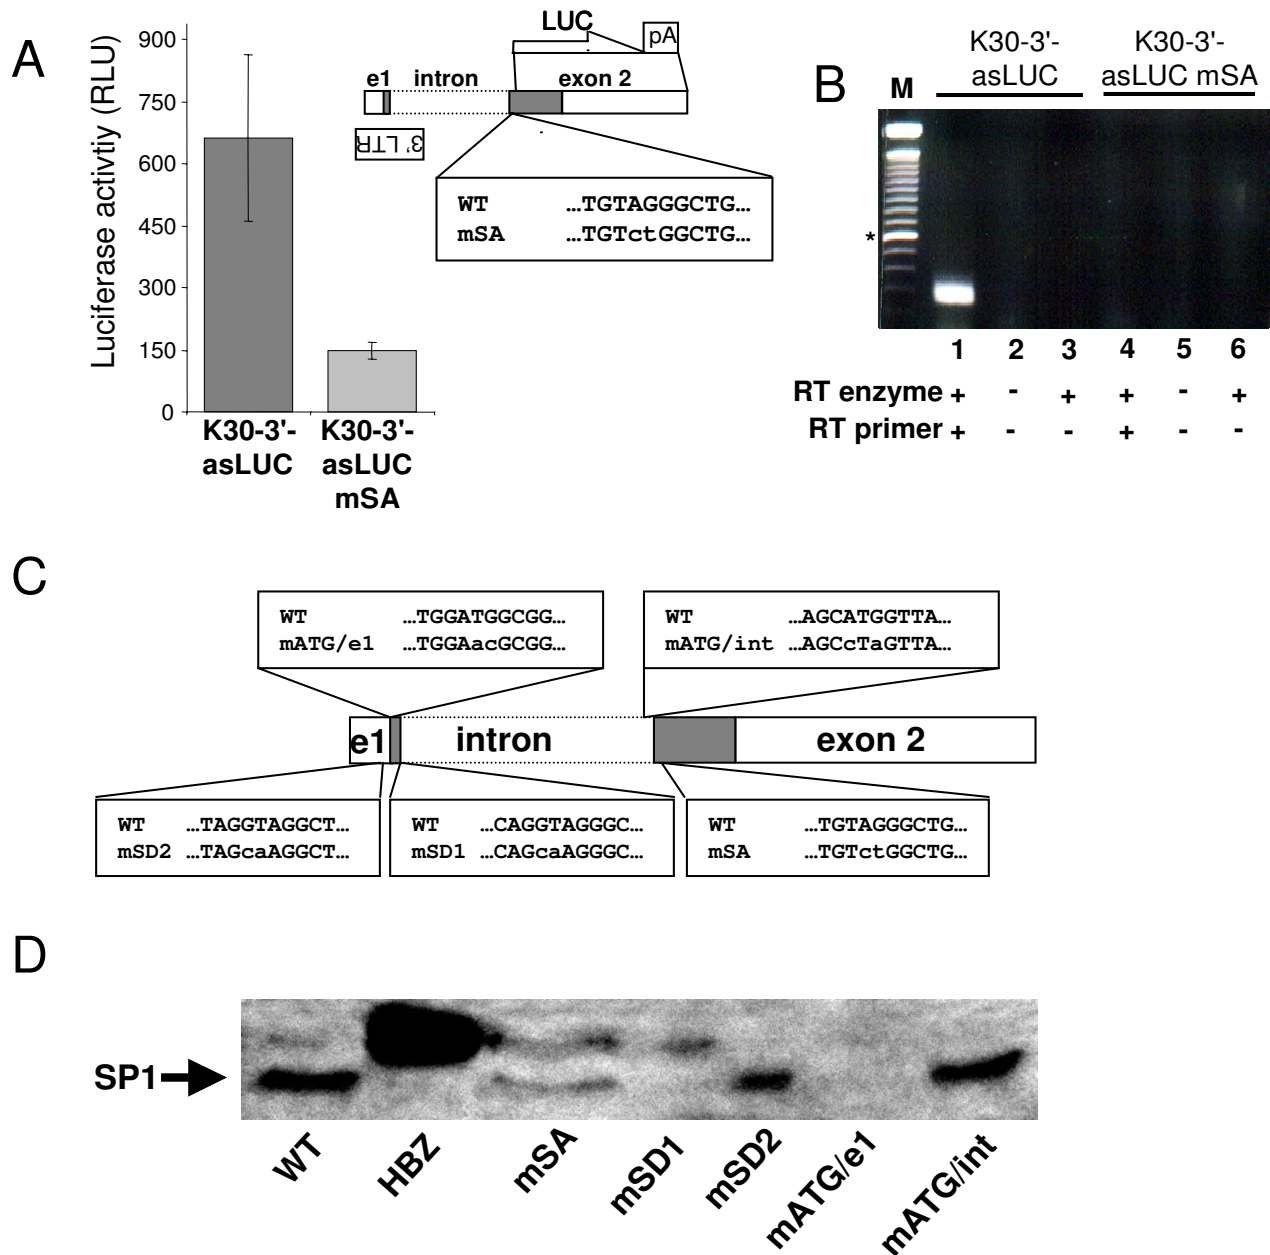 A
Luciferase activtiy (RLU)
900
750
600
450
300
150
0
K30-3'-
asLUC
K30-3'-
asLUC
mSA
LUC
pA
e1 intron exon 2
3' LTR
WT ...TGTAGGGCTG...
mSA ...TGTctGGCTG...
B
M
K30-3'-
asLUC
K30-3'-
asLUC mSA
*
1 2 3 4 5 6
RT enzyme + - + + - +
RT primer + - - + - -
C
WT ...TGGATGGCGG...
mATG/e1 ...TGGAacGCGG...
WT ...AGCATGGTTA...
mATG/int ...AGCcTaGTTA...
e1 intron exon 2
WT ...TAGGTAGGCT...
mSD2 ...TAGcaAGGCT...
WT ...CAGGTAGGGC...
mSD1 ...CAGcaAGGGC...
WT ...TGTAGGGCTG...
mSA ...TGTctGGCTG...
D
SP1
WT
HBZ
mSA
mSD1
mSD2
mATG/e1
mATG/int